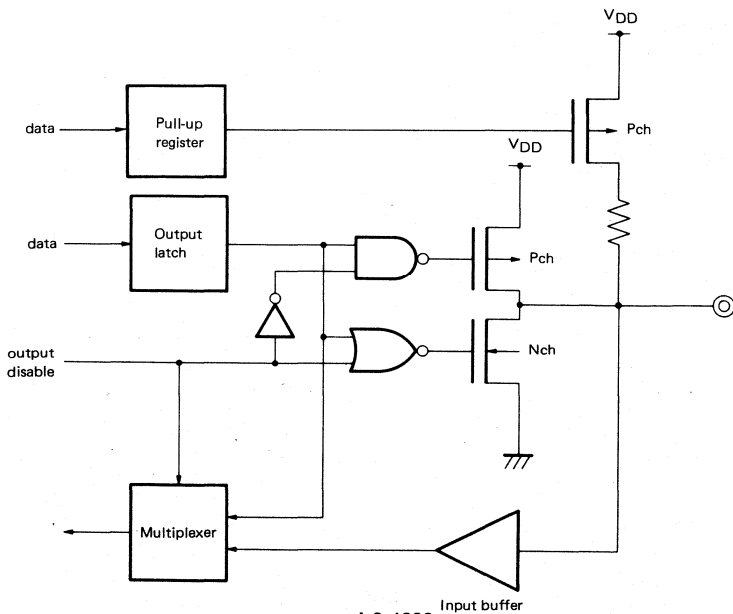 VDD
data
Pull-up
register
Pch
VDD
data
Output
latch
Pch
output
disable
Nch
Multiplexer
Input buffer